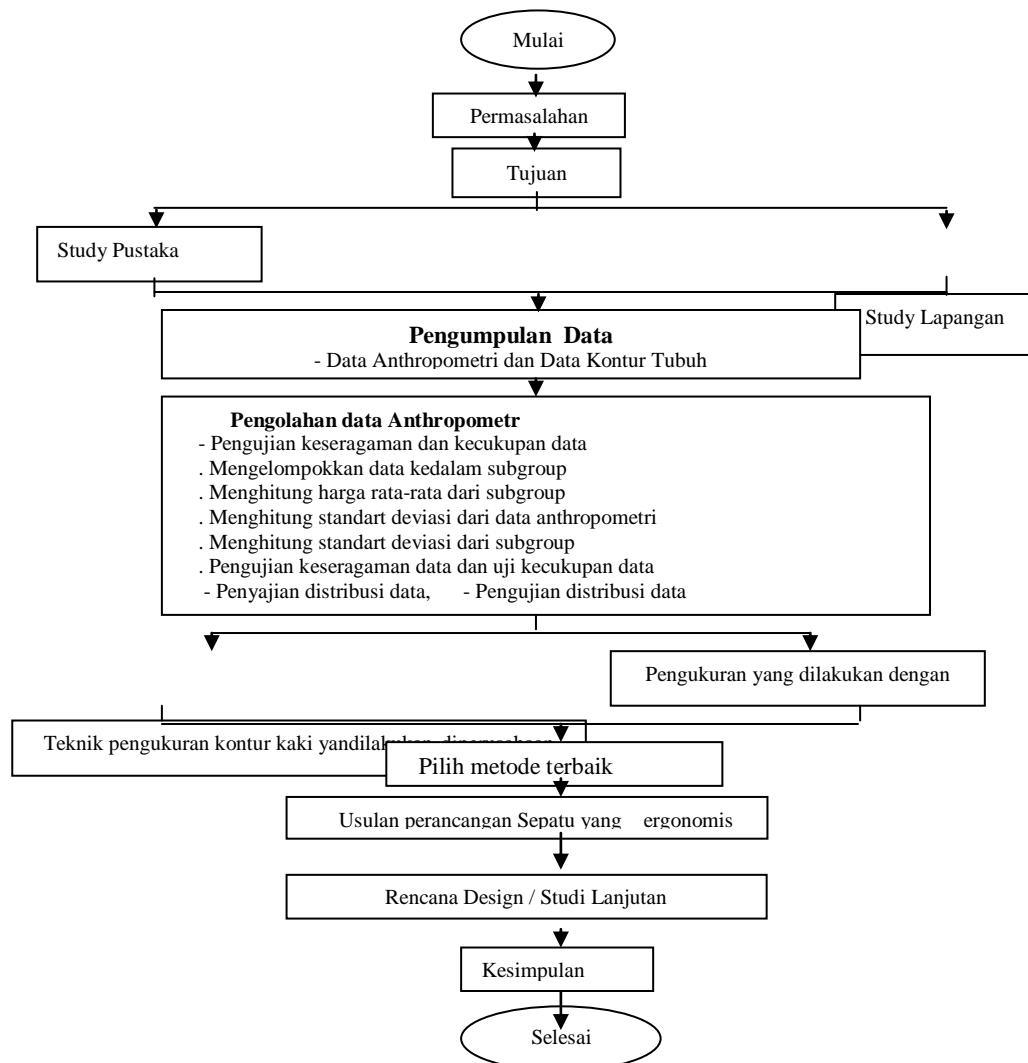 Mulai
Permasalahan
Tujuan
Study Pustaka
Study Lapangan
Pengumpulan Data
- Data Anthropometri dan Data Kontur Tubuh
Pengolahan data Anthropometr
- Pengujian keseragaman dan kecukupan data
. Mengelompokkan data kedalam subgroup
. Menghitung harga rata-rata dari subgroup
. Menghitung standart deviasi dari data anthropometri
. Menghitung standart deviasi dari subgroup
. Pengujian keseragaman data dan uji kecukupan data
- Penyajian distribusi data, - Pengujian distribusi data
Pengukuran yang dilakukan dengan
Teknik pengukuran kontur kaki
Pilih metode terbaik
Usulan perancangan Sepatu yang ergonomis
Rencana Design / Studi Lanjutan
Kesimpulan
Selesai